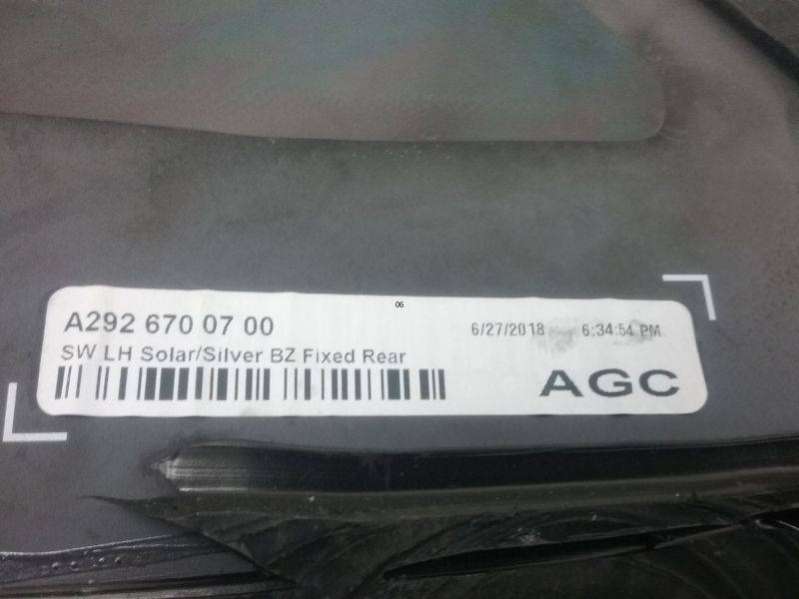 06
A292 670 07 00
6/27/2018 6:34:54 PM
SW LH Solar/Silver BZ Fixed Rear
AGC